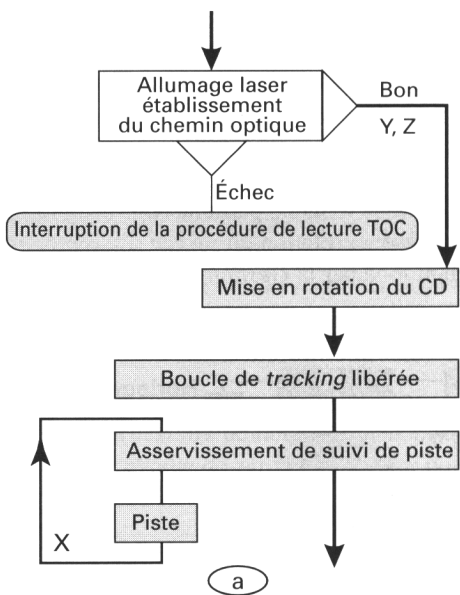 Allumage laser
établissement
du chemin optique
Bon
Y, Z
Échec
Interruption de la procédure de lecture TOC
Mise en rotation du CD
Boucle de tracking libérée
Asservissement de suivi de piste
Piste
X
a